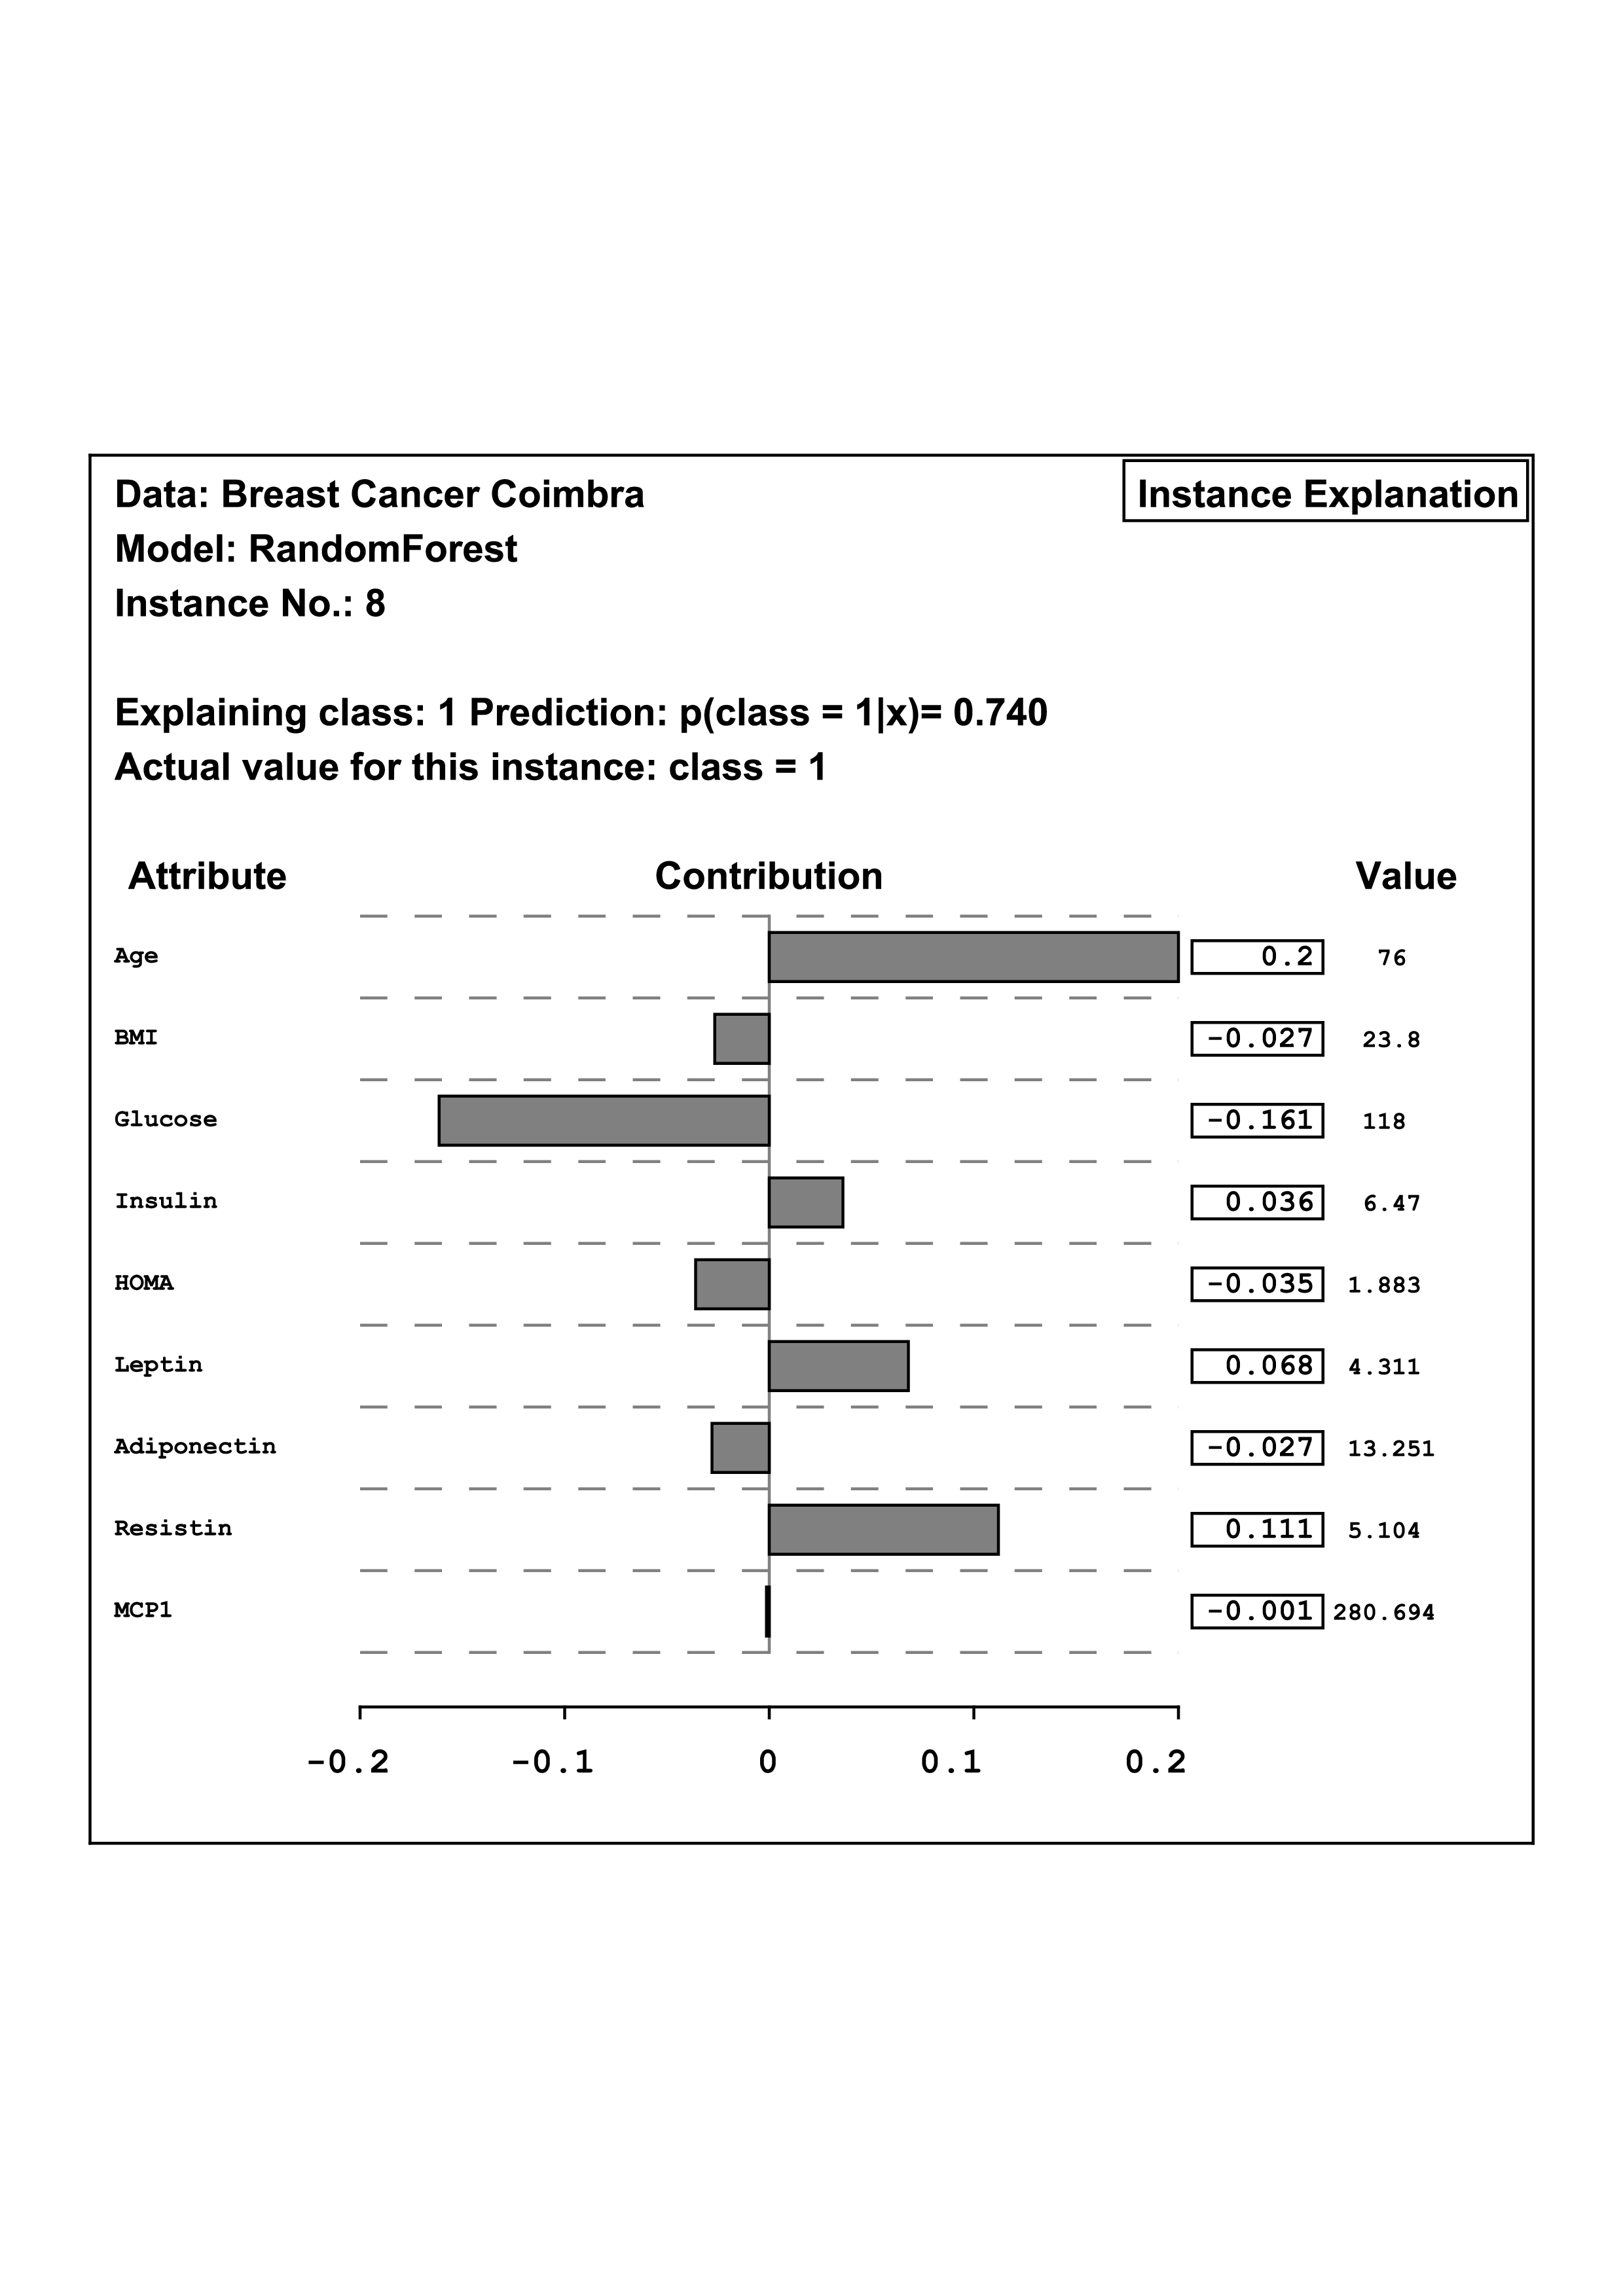 Data: Breast Cancer Coimbra
Instance Explanation
Model: RandomForest
Instance No.: 8
Explaining class: 1 Prediction: p(class = 1|x)= 0.740
Actual value for this instance: class = 1
Attribute Contribution Value
Age 0.2 76
BMI -0.027 23.8
Glucose -0.161 118
Insulin 0.036 6.47
HOMA -0.035 1.883
Leptin 0.068 4.311
Adiponectin -0.027 13.251
Resistin 0.111 5.104
MCP1 -0.001 280.694
-0.2 -0.1 0 0.1 0.2